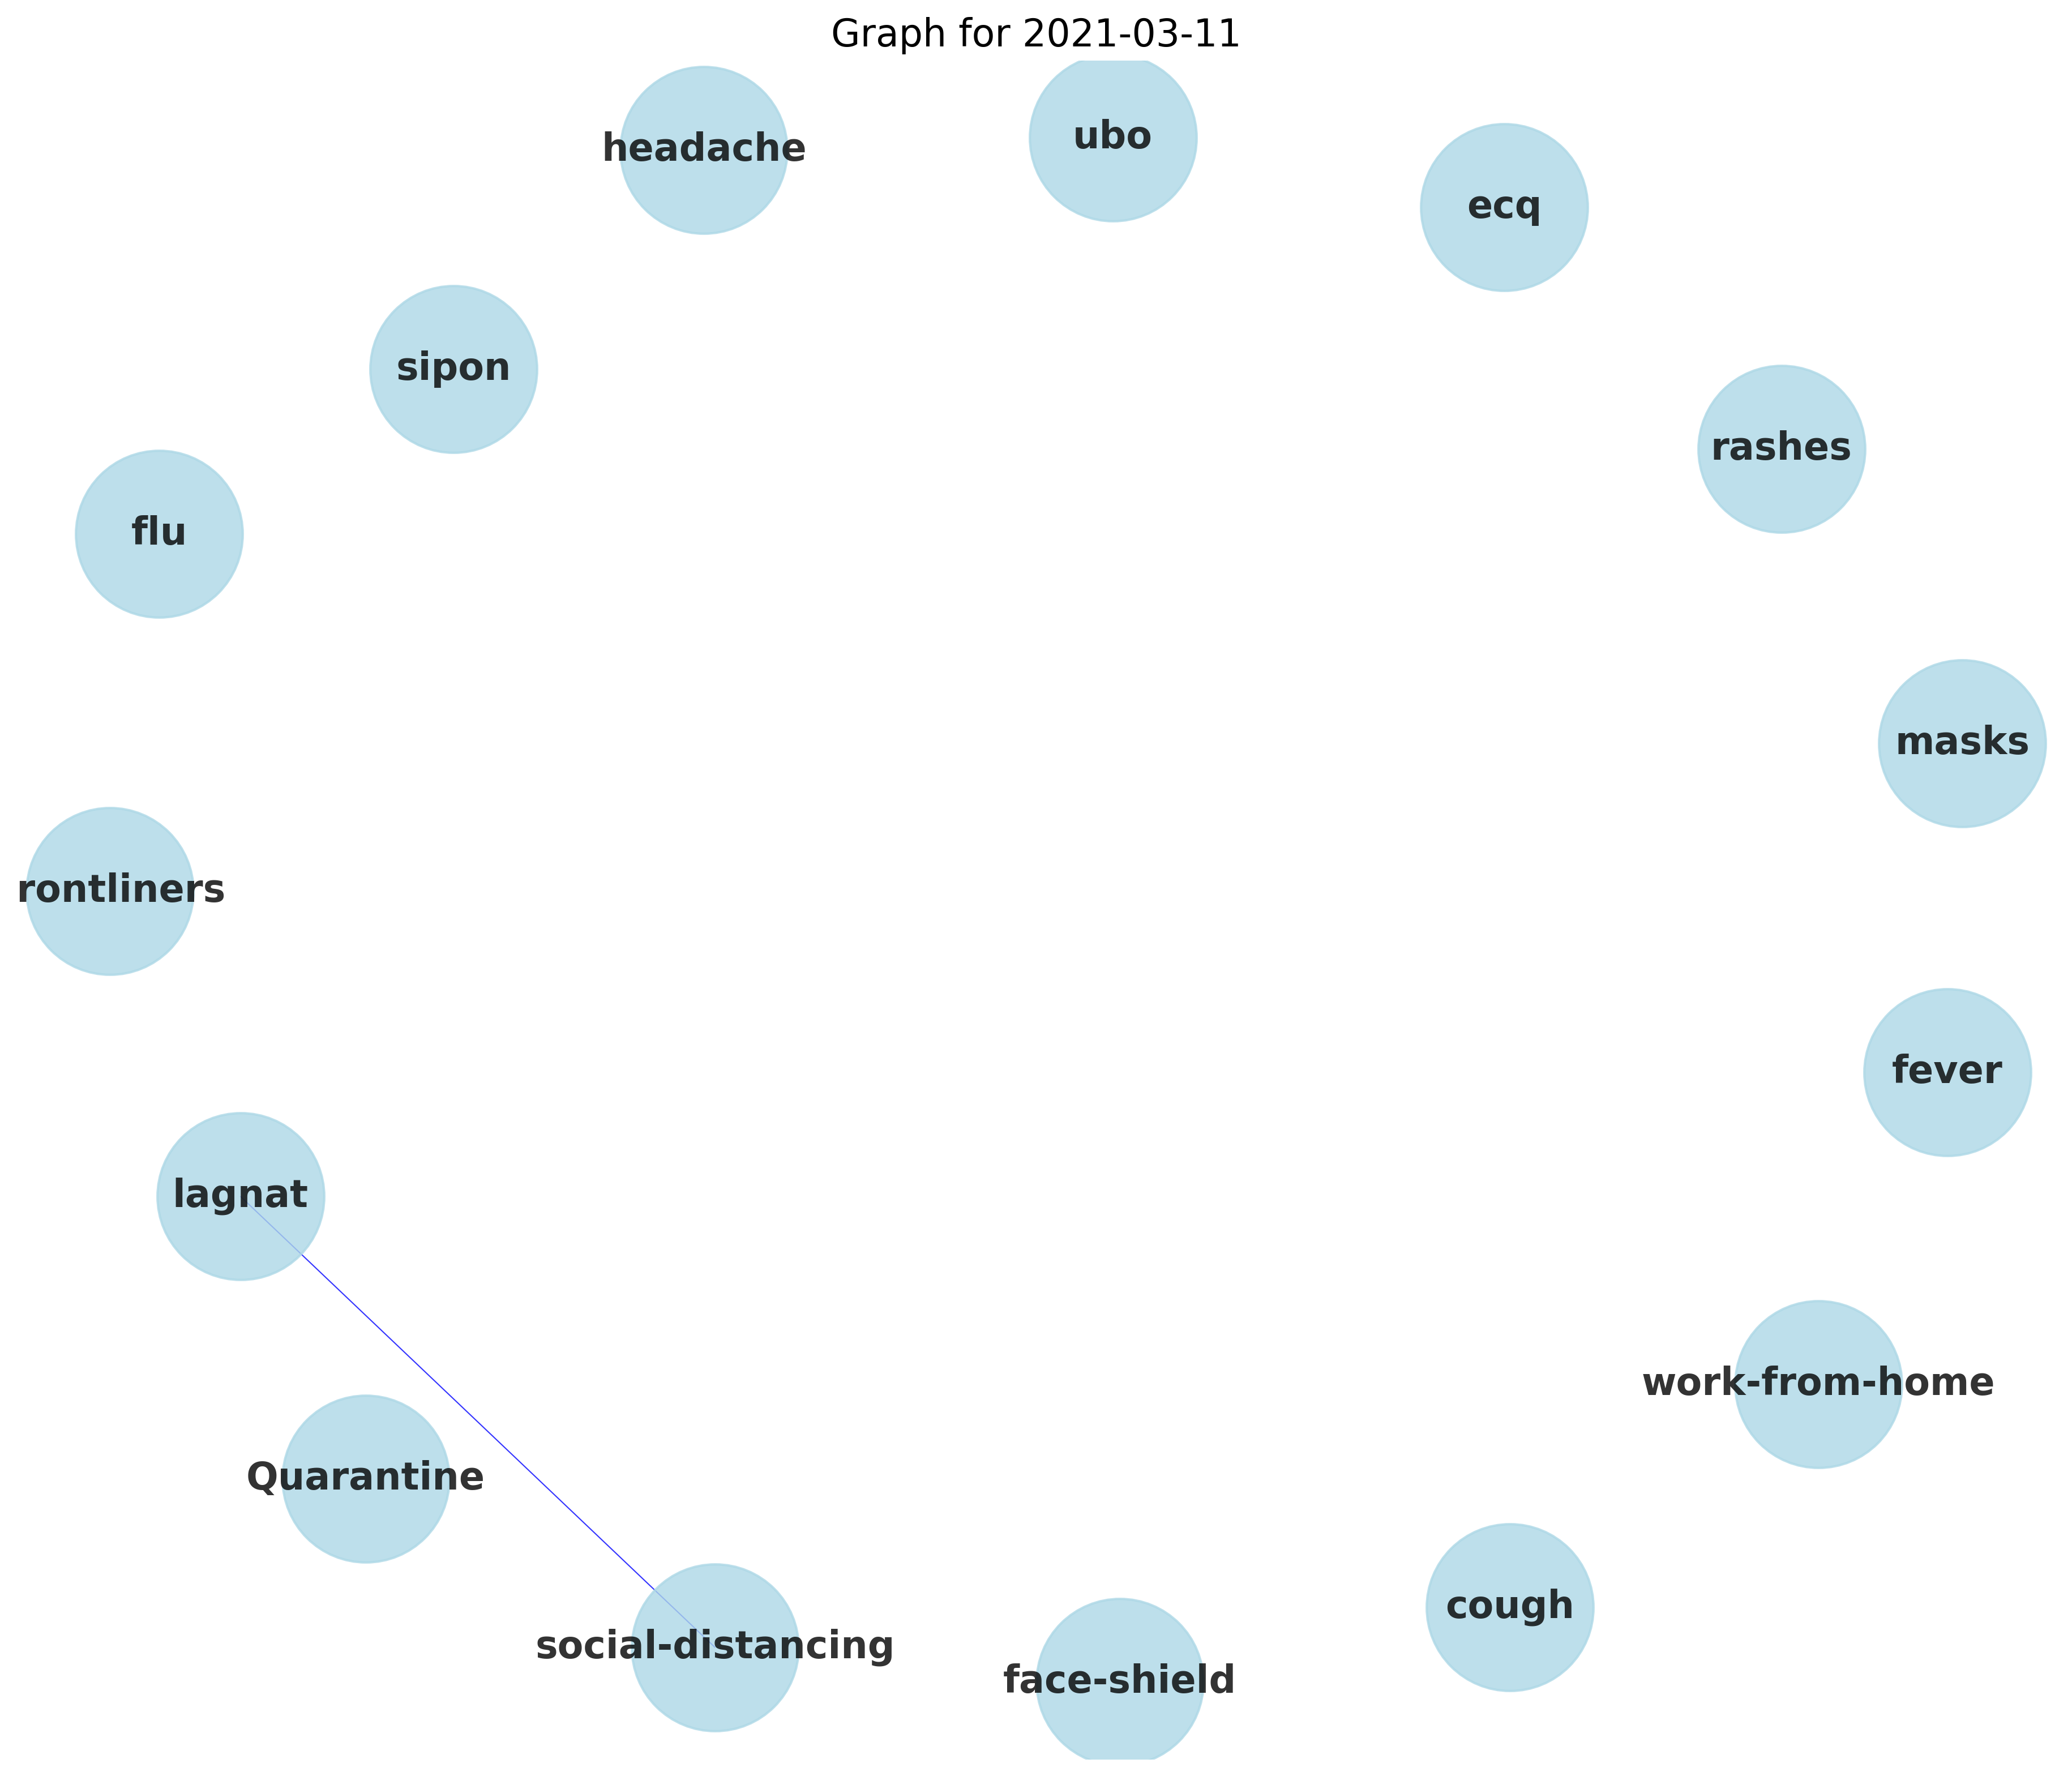 Graph for 2021-03-11
headache
ubo
ecq
sipon
rashes
flu
masks
rontliners
fever
lagnat
work-from-home
Quarantine
cough
social-distancing
face-shield